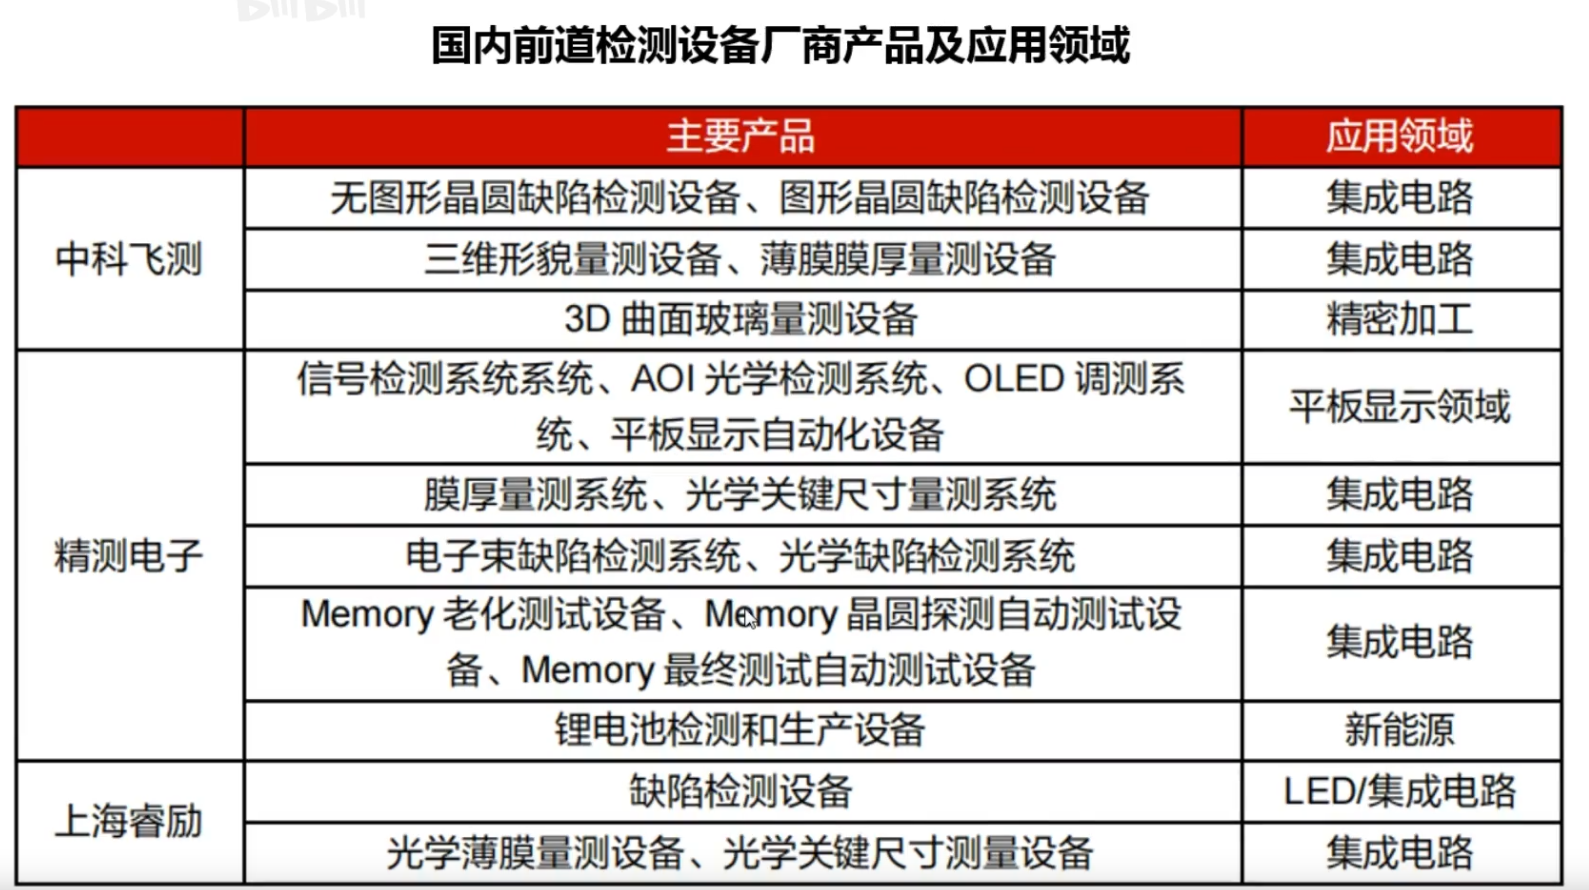 国内前道检测设备厂商产品及应用领域
主要产品 应用领域
中科飞测
无图形晶圆缺陷检测设备、图形晶圆缺陷检测设备 集成电路
三维形貌量测设备、薄膜膜厚量测设备 集成电路
3D 曲面玻璃量测设备 精密加工
精测电子
信号检测系统系统、AOI 光学检测系统、OLED 调测系
统、平板显示自动化设备 平板显示领域
膜厚量测系统、光学关键尺寸量测系统 集成电路
电子束缺陷检测系统、光学缺陷检测系统 集成电路
Memory 老化测试设备、Memory 晶圆探测自动测试设
备、Memory 最终测试自动测试设备 集成电路
锂电池检测和生产设备 新能源
上海睿励
缺陷检测设备 LED/集成电路
光学薄膜量测设备、光学关键尺寸测量设备 集成电路